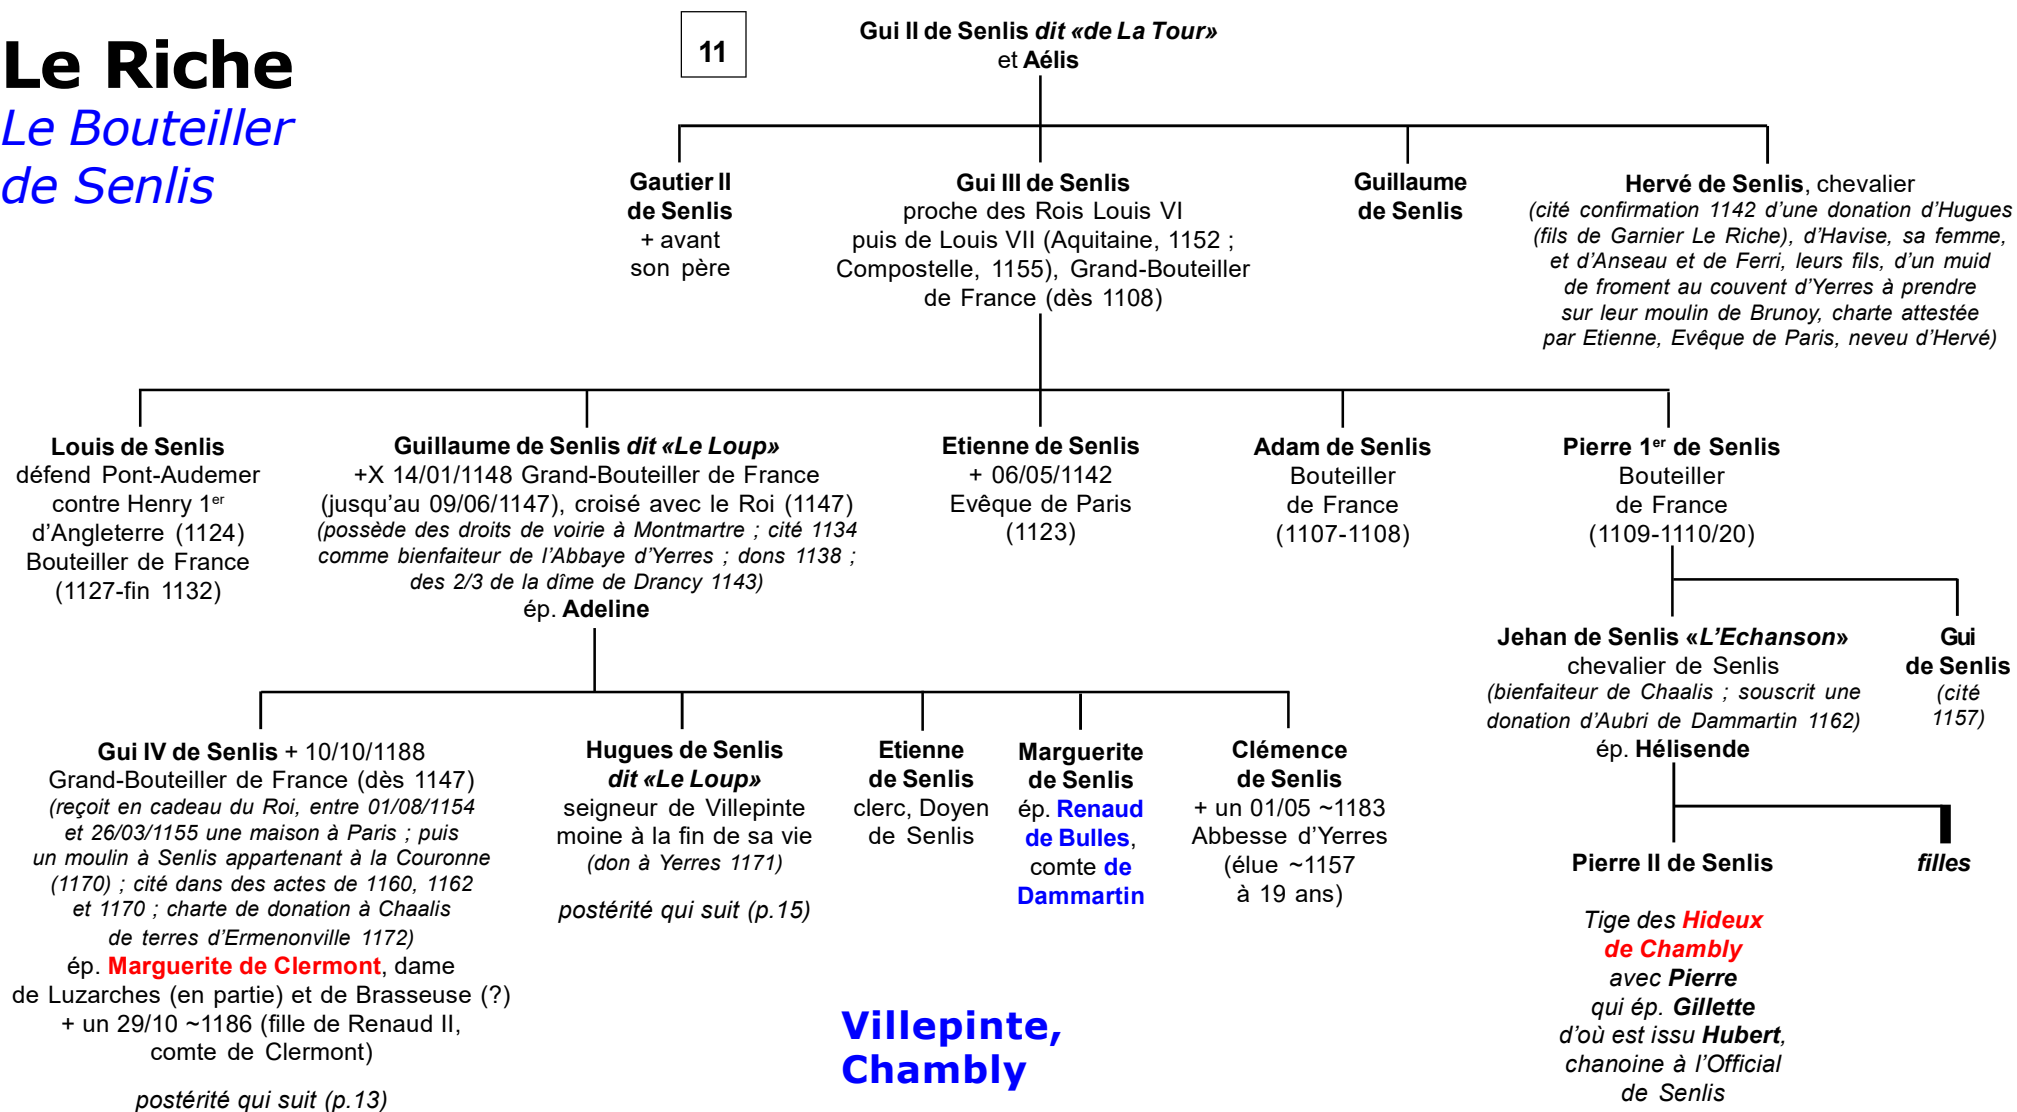 Le Riche
Le Bouteiller
de Senlis
11
Gui II de Senlis dit «de La Tour»
et Aélis
Gautier II
de Senlis
+ avant
son père
Gui III de Senlis
proche des Rois Louis VI
puis de Louis VII (Aquitaine, 1152 ;
Compostelle, 1155), Grand-Bouteiller
de France (dès 1108)
Guillaume
de Senlis
Hervé de Senlis, chevalier
(cité confirmation 1142 d'une donation d'Hugues
(fils de Garnier Le Riche), d'Havise, sa femme,
et d'Anseau et de Ferri, leurs fils, d'un muid
de froment au couvent d'Yerres à prendre
sur leur moulin de Brunoy, charte attestée
par Etienne, Evêque de Paris, neveu d'Hervé)
Louis de Senlis
défend Pont-Audemer
contre Henry 1er
d'Angleterre (1124)
Bouteiller de France
(1127-fin 1132)
Guillaume de Senlis dit «Le Loup»
+X 14/01/1148 Grand-Bouteiller de France
(jusqu'au 09/06/1147), croisé avec le Roi (1147)
(possède des droits de voirie à Montmartre ; cité 1134
comme bienfaiteur de l'Abbaye d'Yerres ; dons 1138 ;
des 2/3 de la dîme de Drancy 1143)
ép. Adeline
Etienne de Senlis
+ 06/05/1142
Evêque de Paris
(1123)
Adam de Senlis
Bouteiller
de France
(1107-1108)
Pierre 1er de Senlis
Bouteiller
de France
(1109-1110/20)
Jehan de Senlis «L'Echanson»
chevalier de Senlis
(bienfaiteur de Chaalis ; souscrit une
donation d'Aubri de Dammartin 1162)
ép. Hélisende
Gui
de Senlis
(cité
1157)
Gui IV de Senlis + 10/10/1188
Grand-Bouteiller de France (dès 1147)
(reçoit en cadeau du Roi, entre 01/08/1154
et 26/03/1155 une maison à Paris ; puis
un moulin à Senlis appartenant à la Couronne
(1170) ; cité dans des actes de 1160, 1162
et 1170 ; charte de donation à Chaalis
de terres d'Ermenonville 1172)
ép. Marguerite de Clermont, dame
de Luzarches (en partie) et de Brasseuse (?)
+ un 29/10 ~1186 (fille de Renaud II,
comte de Clermont)
postérité qui suit (p.13)
Hugues de Senlis
dit «Le Loup»
seigneur de Villepinte
moine à la fin de sa vie
(don à Yerres 1171)
postérité qui suit (p.15)
Etienne
de Senlis
clerc, Doyen
de Senlis
Marguerite
de Senlis
ép. Renaud
de Bulles,
comte de
Dammartin
Clémence
de Senlis
+ un 01/05 ~1183
Abbesse d'Yerres
(élue ~1157
à 19 ans)
Pierre II de Senlis
Tige des Hideux
de Chambly
avec Pierre
qui ép. Gillette
d'où est issu Hubert,
chanoine à l'Official
de Senlis
filles
Villepinte,
Chambly